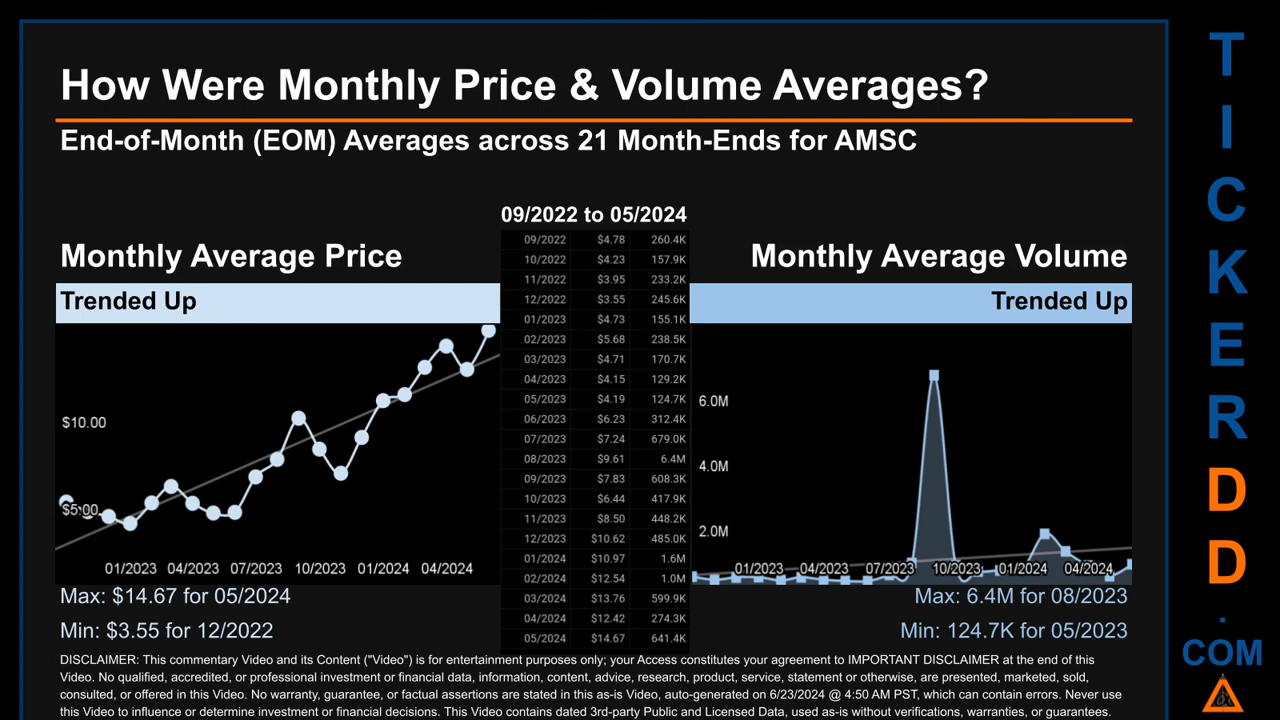 How Were Monthly Price & Volume Averages?
End-of-Month (EOM) Averages across 21 Month-Ends for AMSC
09/2022 to 05/2024
Monthly Average Price
Trended Up
$10.00
$5.00
01/2023 04/2023 07/2023 10/2023 01/2024 04/2024
Max: $14.67 for 05/2024
Min: $3.55 for 12/2022
09/2022 $4.78 260.4K
10/2022 $4.23 157.9K
11/2022 $3.95 233.2K
12/2022 $3.55 245.6K
01/2023 $4.73 155.1K
02/2023 $5.68 238.5K
03/2023 $4.71 170.7K
04/2023 $4.15 129.2K
05/2023 $4.19 124.7K
06/2023 $6.23 312.4K
07/2023 $7.24 679.0K
08/2023 $9.61 6.4M
09/2023 $7.83 608.3K
10/2023 $6.44 417.9K
11/2023 $8.50 448.2K
12/2023 $10.62 485.0K
01/2024 $10.97 1.6M
02/2024 $12.54 1.0M
03/2024 $13.76 599.9K
04/2024 $12.42 274.3K
05/2024 $14.67 641.4K
Monthly Average Volume
Trended Up
6.0M
4.0M
2.0M
01/2023 04/2023 07/2023 10/2023 01/2024 04/2024
Max: 6.4M for 08/2023
Min: 124.7K for 05/2023
DISCLAIMER: This commentary Video and its Content ("Video") is for entertainment purposes only; your Access constitutes your agreement to IMPORTANT DISCLAIMER at the end of this
Video. No qualified, accredited, or professional investment or financial data, information, content, advice, research, product, service, statement or otherwise, are presented, marketed, sold,
consulted, or offered in this Video. No warranty, guarantee, or factual assertions are stated in this as-is Video, auto-generated on 6/23/2024 @ 4:50 AM PST, which can contain errors. Never use
this Video to influence or determine investment or financial decisions. This Video contains dated 3rd-party Public and Licensed Data, used as-is without verifications, warranties, or guarantees.
T
I
C
K
E
R
D
D
.
COM